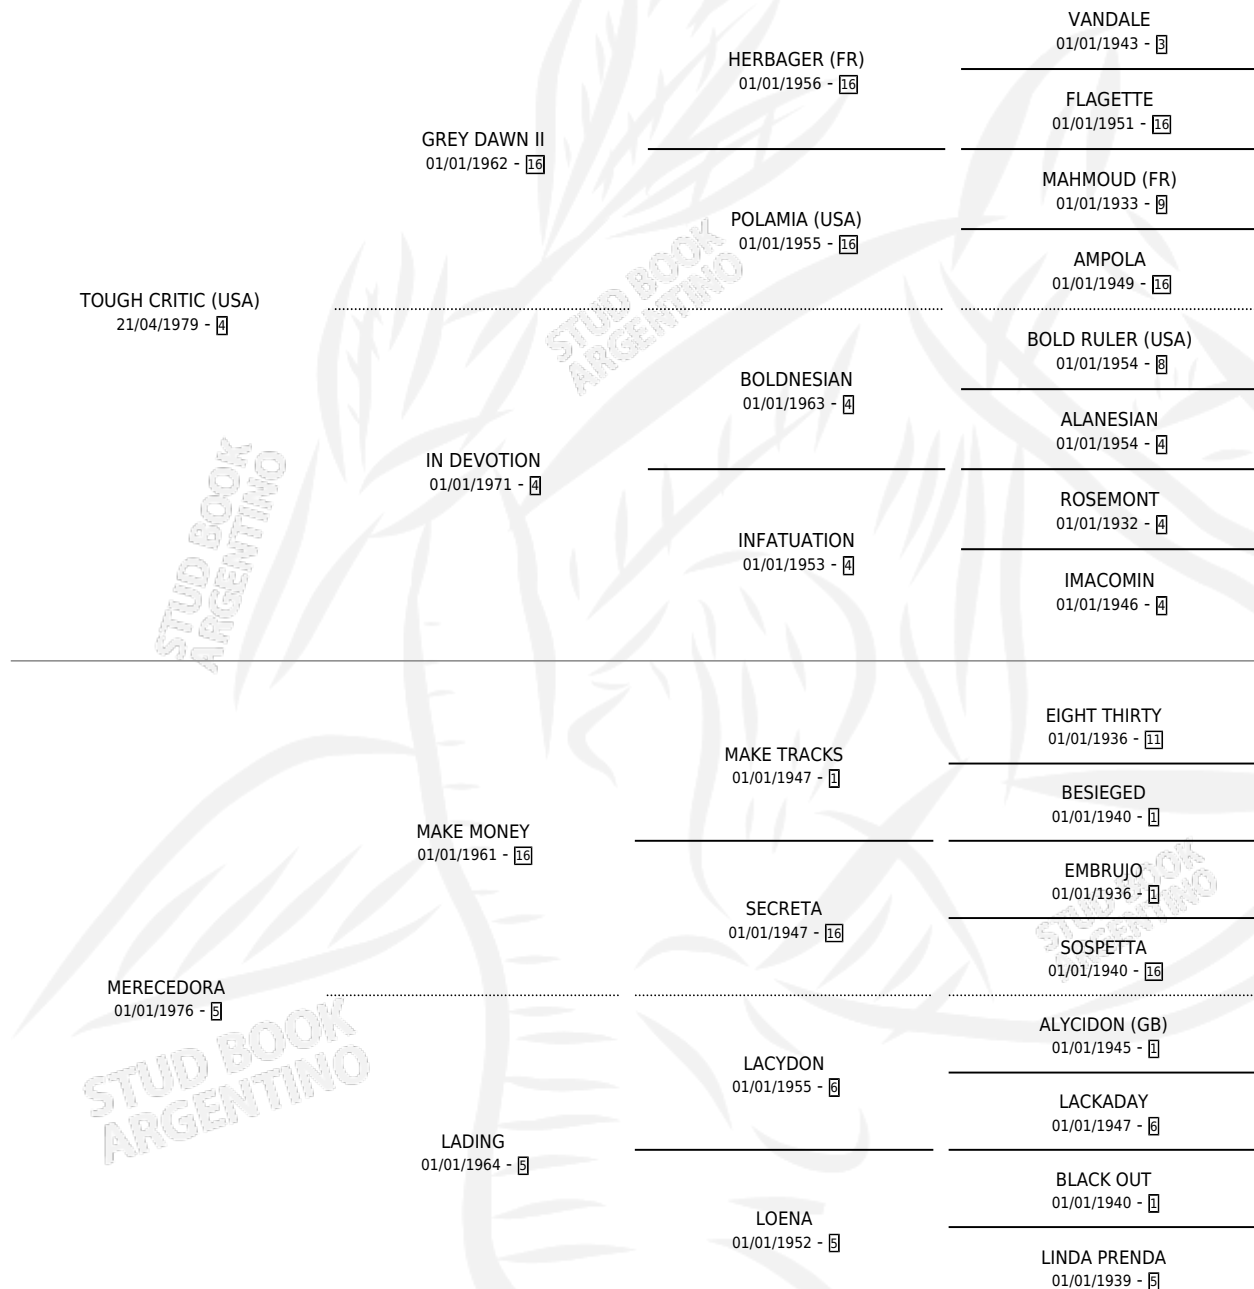 VANDALE
01/01/1943 - 3
HERBAGER (FR)
01/01/1956 - 16
FLAGETTE
01/01/1951 - 16
GREY DAWN II
01/01/1962 - 16
MAHMOUD (FR)
01/01/1933 - 9
POLAMIA (USA)
01/01/1955 - 16
AMPOLA
01/01/1949 - 16
TOUGH CRITIC (USA)
21/04/1979 - 4
BOLD RULER (USA)
01/01/1954 - 8
BOLDNESIAN
01/01/1963 - 4
ALANESIAN
01/01/1954 - 4
IN DEVOTION
01/01/1971 - 4
ROSEMONT
01/01/1932 - 4
INFATUATION
01/01/1953 - 4
IMACOMIN
01/01/1946 - 4
EIGHT THIRTY
01/01/1936 - 11
MAKE TRACKS
01/01/1947 - 1
BESIEGED
01/01/1940 - 1
MAKE MONEY
01/01/1961 - 16
EMBRUJO
01/01/1936 - 1
SECRETA
01/01/1947 - 16
SOSPETTA
01/01/1940 - 16
MERECEDORA
01/01/1976 - 5
ALYCIDON (GB)
01/01/1945 - 1
LACYDON
01/01/1955 - 6
LACKADAY
01/01/1947 - 6
LADING
01/01/1964 - 5
BLACK OUT
01/01/1940 - 1
LOENA
01/01/1952 - 5
LINDA PRENDA
01/01/1939 - 5
STUD BOOK
ARGENTINO
STUD BOOK
ARGENTINO
STUD BOOK
ARGENTINO
STUD BOOK
ARGENTINO